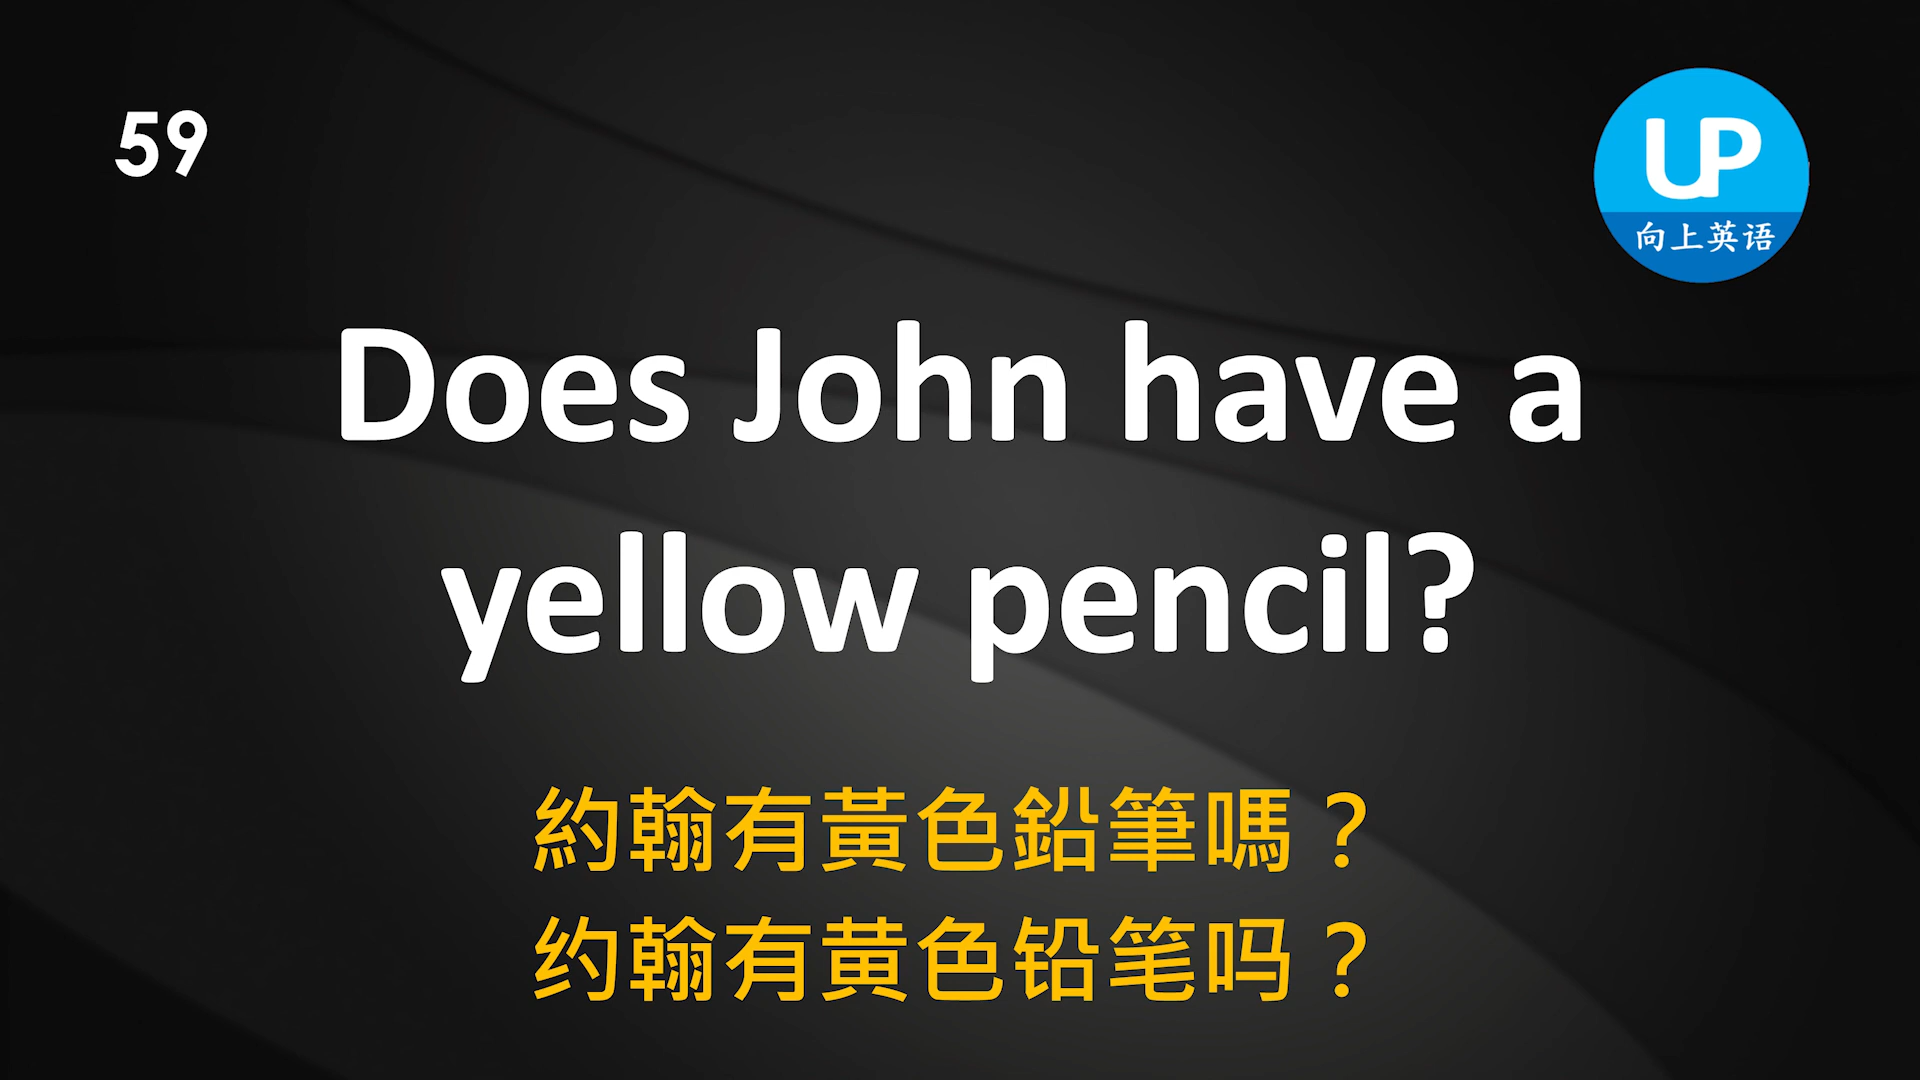 59
UP
向上英语
Does John have a
yellow pencil?
約翰有黃色鉛筆嗎？
约翰有黄色铅笔吗？